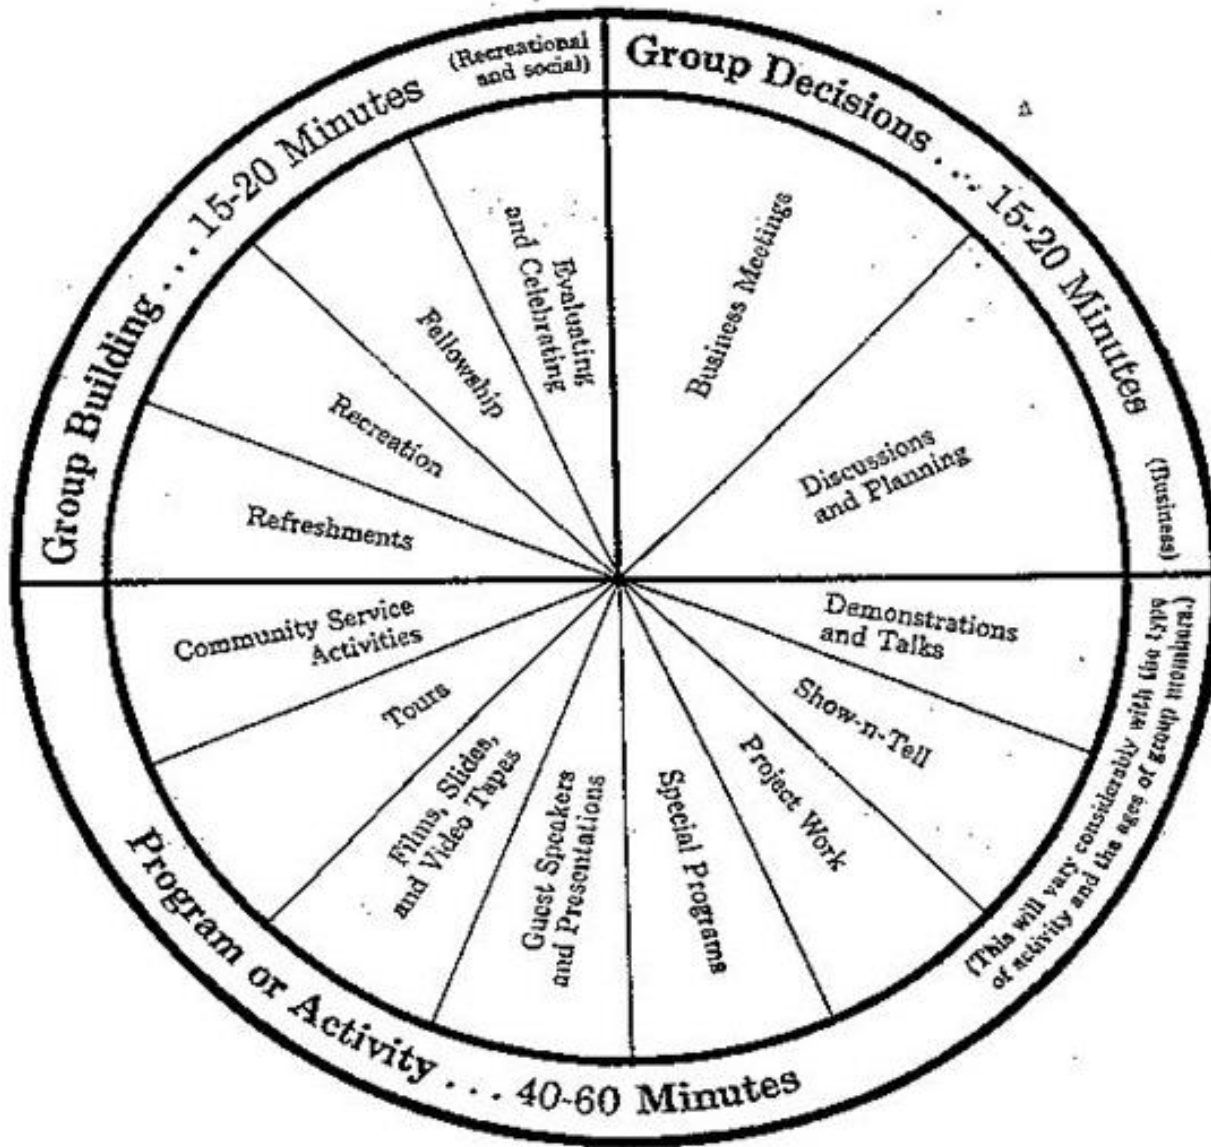 Group Decisions .... 15-20 Minutes
(Business)
Business Meetings
Discussions
and Planning
Program or Activity ... 40-60 Minutes
(This will vary considerably with the type
of activity and the ages of group members.)
Demonstrations
and Talks
Show-n-Tell
Project Work
Special Programs
Guest Speakers
and Presentations
Films, Slides,
and Video Tapes
Tours
Community Service
Activities
Group Building ... 15-20 Minutes
(Recreational
and social)
Refreshments
Recreation
Fellowship
Evaluating
and Celebrating